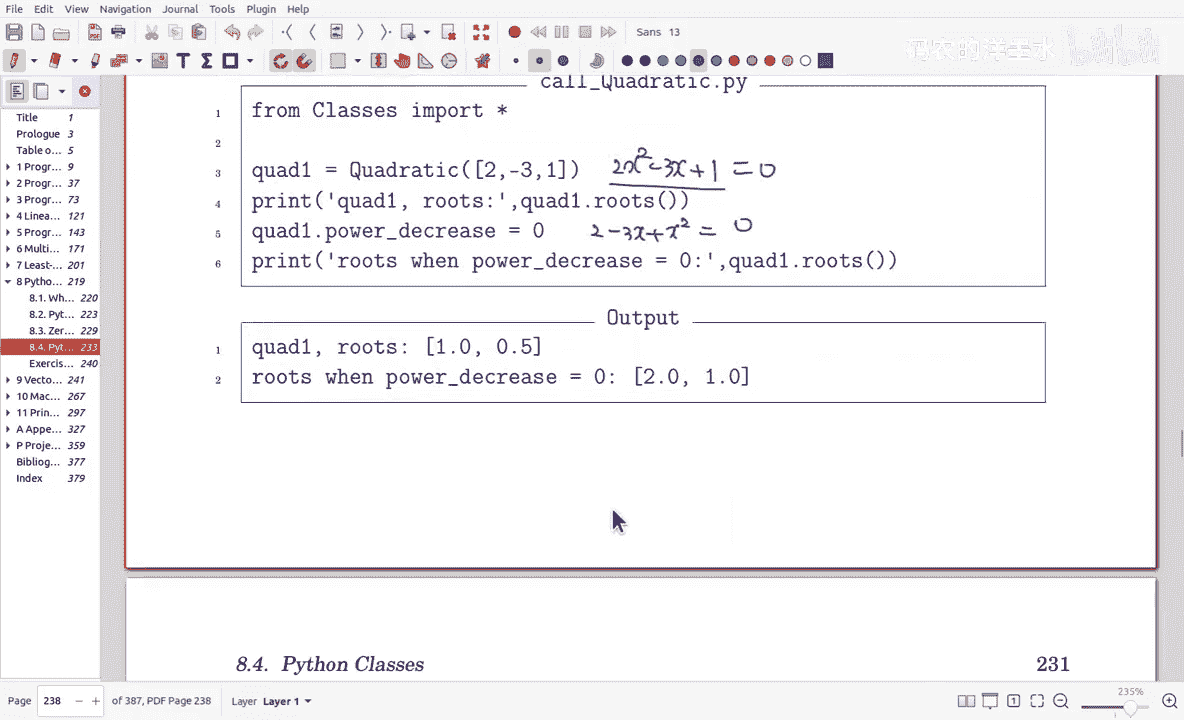 File Edit View Navigation Journal Tools Plugin Help
Sans 13
Title 1
Prologue 3
Table o... 5
1 Progr... 9
2 Progr... 37
3 Progr... 73
4 Linea... 121
5 Progr... 143
6 Multi... 171
7 Least-... 201
8 Pytho... 219
8.1. Wh... 220
8.2. Pyt... 223
8.3. Zer... 229
8.4. Pyt... 233
Exercis... 240
9 Vecto... 241
10 Mac... 267
11 Prin... 297
A Appe... 327
P Proje... 359
Bibliog... 377
Index 379
call_Quadratic.py
1 from Classes import *
2
3 quad1 = Quadratic([2,-3,1]) 2x²-3x+1 = 0
4 print('quad1, roots:',quad1.roots())
5 quad1.power_decrease = 0 2-3x+x² = 0
6 print('roots when power_decrease = 0:',quad1.roots())
Output
1 quad1, roots: [1.0, 0.5]
2 roots when power_decrease = 0: [2.0, 1.0]
8.4. Python Classes 231
Page 238 of 387, PDF Page 238 Layer Layer 1 235%